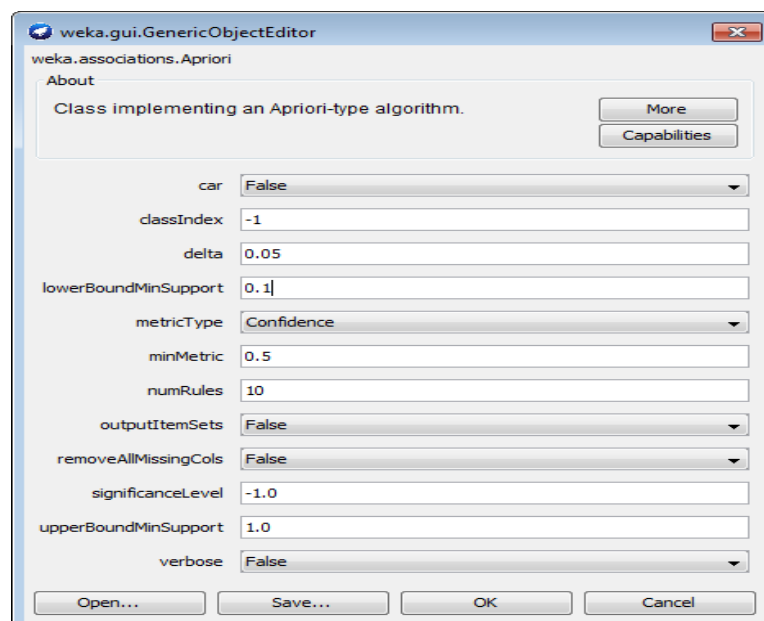 weka.gui.GenericObjectEditor
weka.associations.Apriori
About
Class implementing an Apriori-type algorithm.
More
Capabilities
car False
classIndex -1
delta 0.05
lowerBoundMinSupport 0.1
metricType Confidence
minMetric 0.5
numRules 10
outputItemSets False
removeAllMissingCols False
significanceLevel -1.0
upperBoundMinSupport 1.0
verbose False
Open... Save... OK Cancel